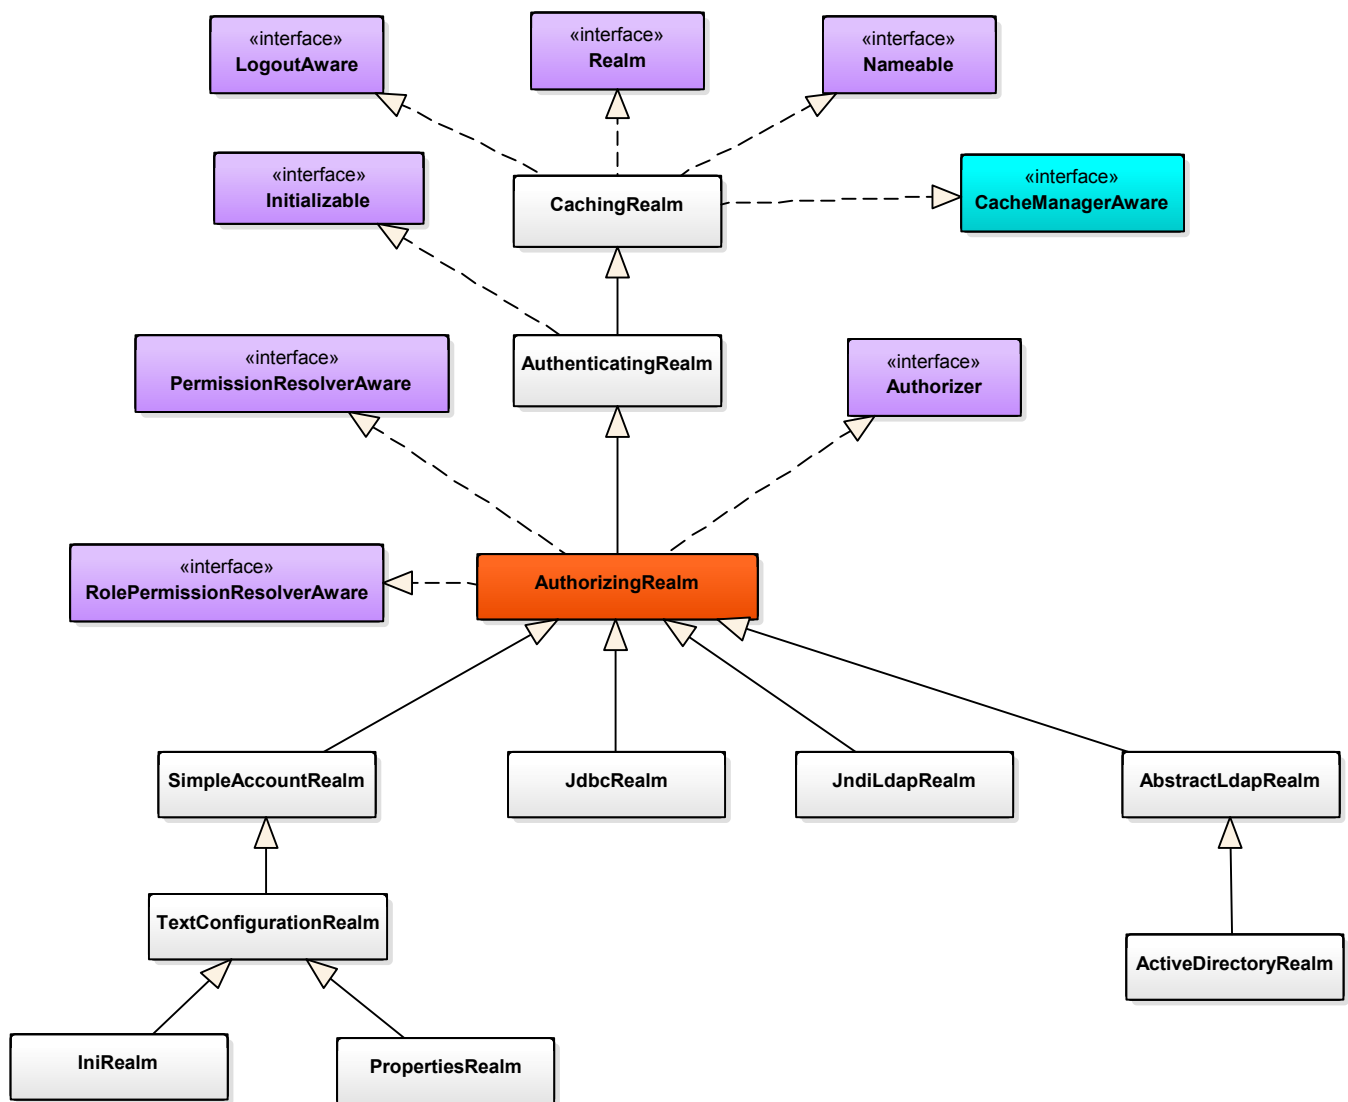 «interface»
LogoutAware
«interface»
Realm
«interface»
Nameable
«interface»
Initializable
CachingRealm
«interface»
CacheManagerAware
«interface»
PermissionResolverAware
AuthenticatingRealm
«interface»
Authorizer
«interface»
RolePermissionResolverAware
AuthorizingRealm
SimpleAccountRealm
JdbcRealm
JndiLdapRealm
AbstractLdapRealm
TextConfigurationRealm
ActiveDirectoryRealm
IniRealm
PropertiesRealm